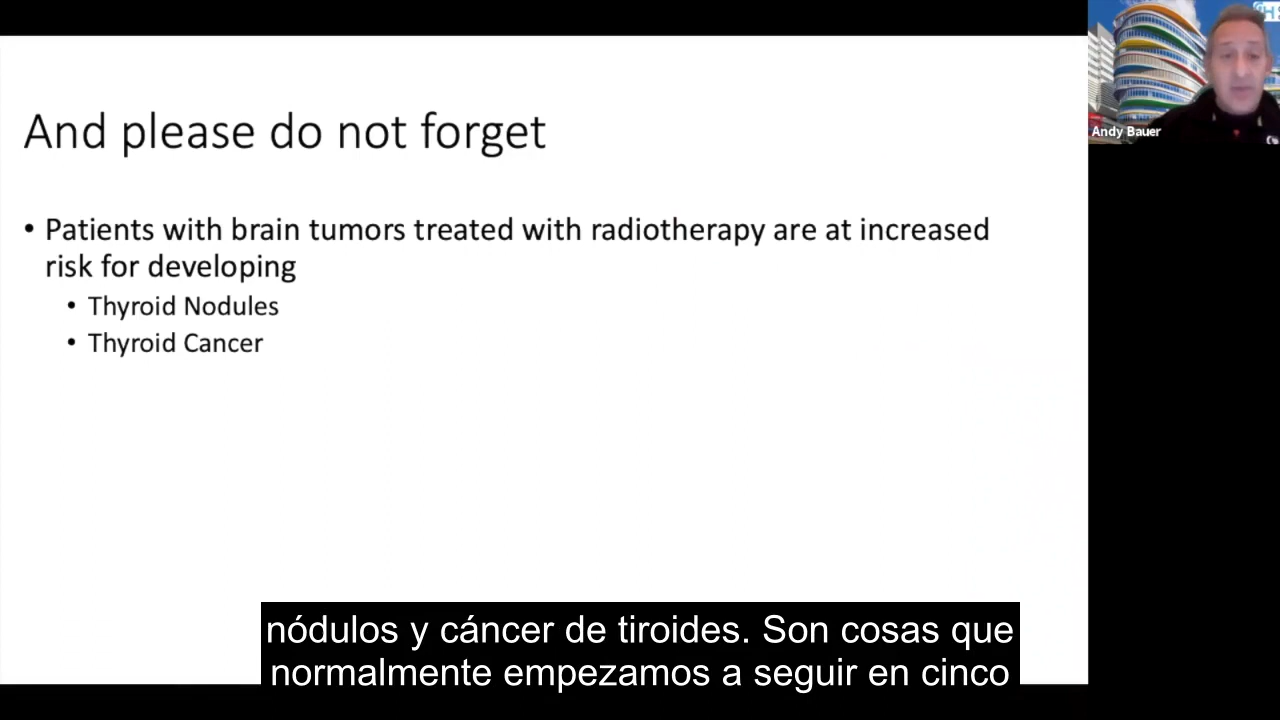 And please do not forget
• Patients with brain tumors treated with radiotherapy are at increased
risk for developing
• Thyroid Nodules
• Thyroid Cancer
Andy Bauer
nódulos y cáncer de tiroides. Son cosas que
normalmente empezamos a seguir en cinco